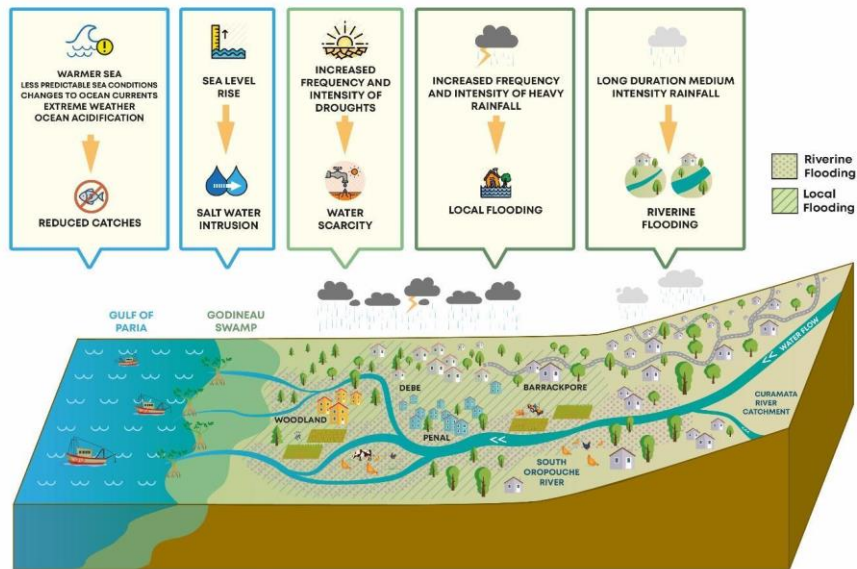 WARMER SEA
LESS PREDICTABLE SEA CONDITIONS
CHANGES TO OCEAN CURRENTS
EXTREME WEATHER
OCEAN ACIDIFICATION
REDUCED CATCHES
SEA LEVEL
RISE
SALT WATER
INTRUSION
INCREASED
FREQUENCY AND
INTENSITY OF
DROUGHTS
WATER
SCARCITY
INCREASED FREQUENCY
AND INTENSITY OF HEAVY
RAINFALL
LOCAL FLOODING
LONG DURATION MEDIUM
INTENSITY RAINFALL
RIVERINE
FLOODING
Riverine
Flooding
Local
Flooding
GULF OF
PARIA
GODINEAU
SWAMP
WATER FLOW
DEBE
BARRACKPORE
CURAMATA
RIVER
CATCHMENT
WOODLAND
PENAL
SOUTH
OROPOUCHE
RIVER